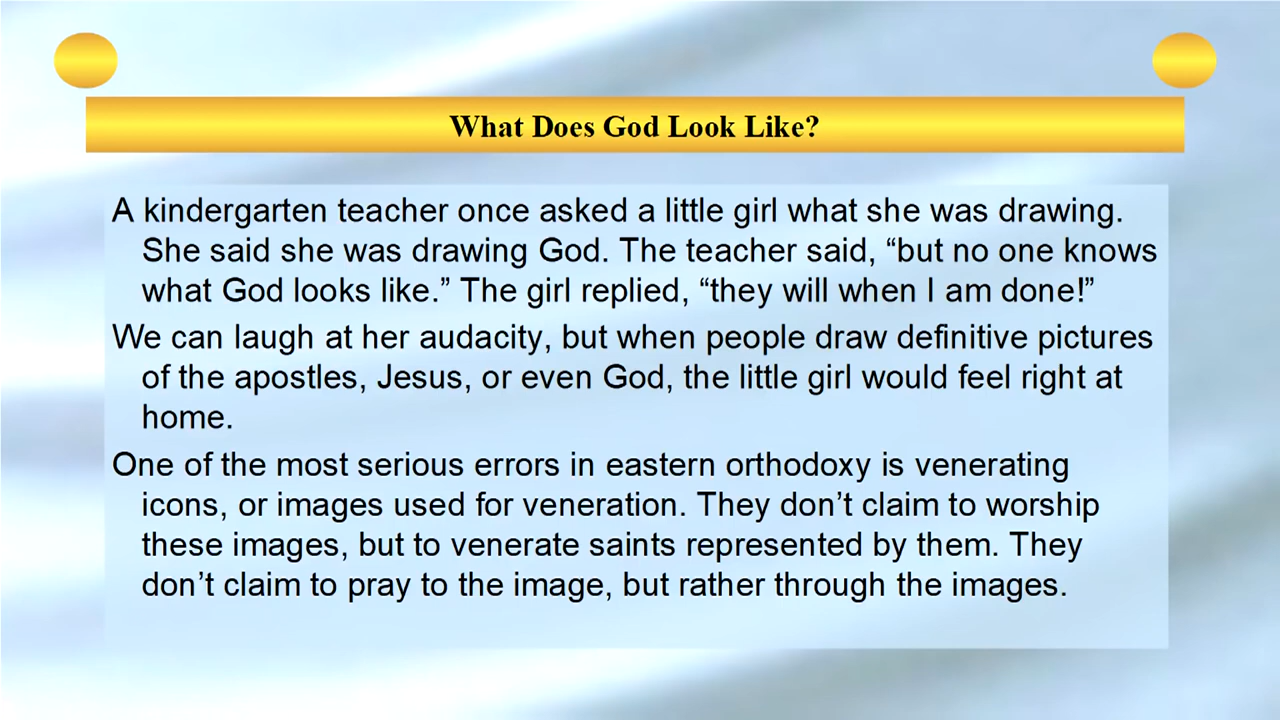 What Does God Look Like?
A kindergarten teacher once asked a little girl what she was drawing.
She said she was drawing God. The teacher said, “but no one knows
what God looks like.” The girl replied, “they will when I am done!”
We can laugh at her audacity, but when people draw definitive pictures
of the apostles, Jesus, or even God, the little girl would feel right at
home.
One of the most serious errors in eastern orthodoxy is venerating
icons, or images used for veneration. They don’t claim to worship
these images, but to venerate saints represented by them. They
don’t claim to pray to the image, but rather through the images.